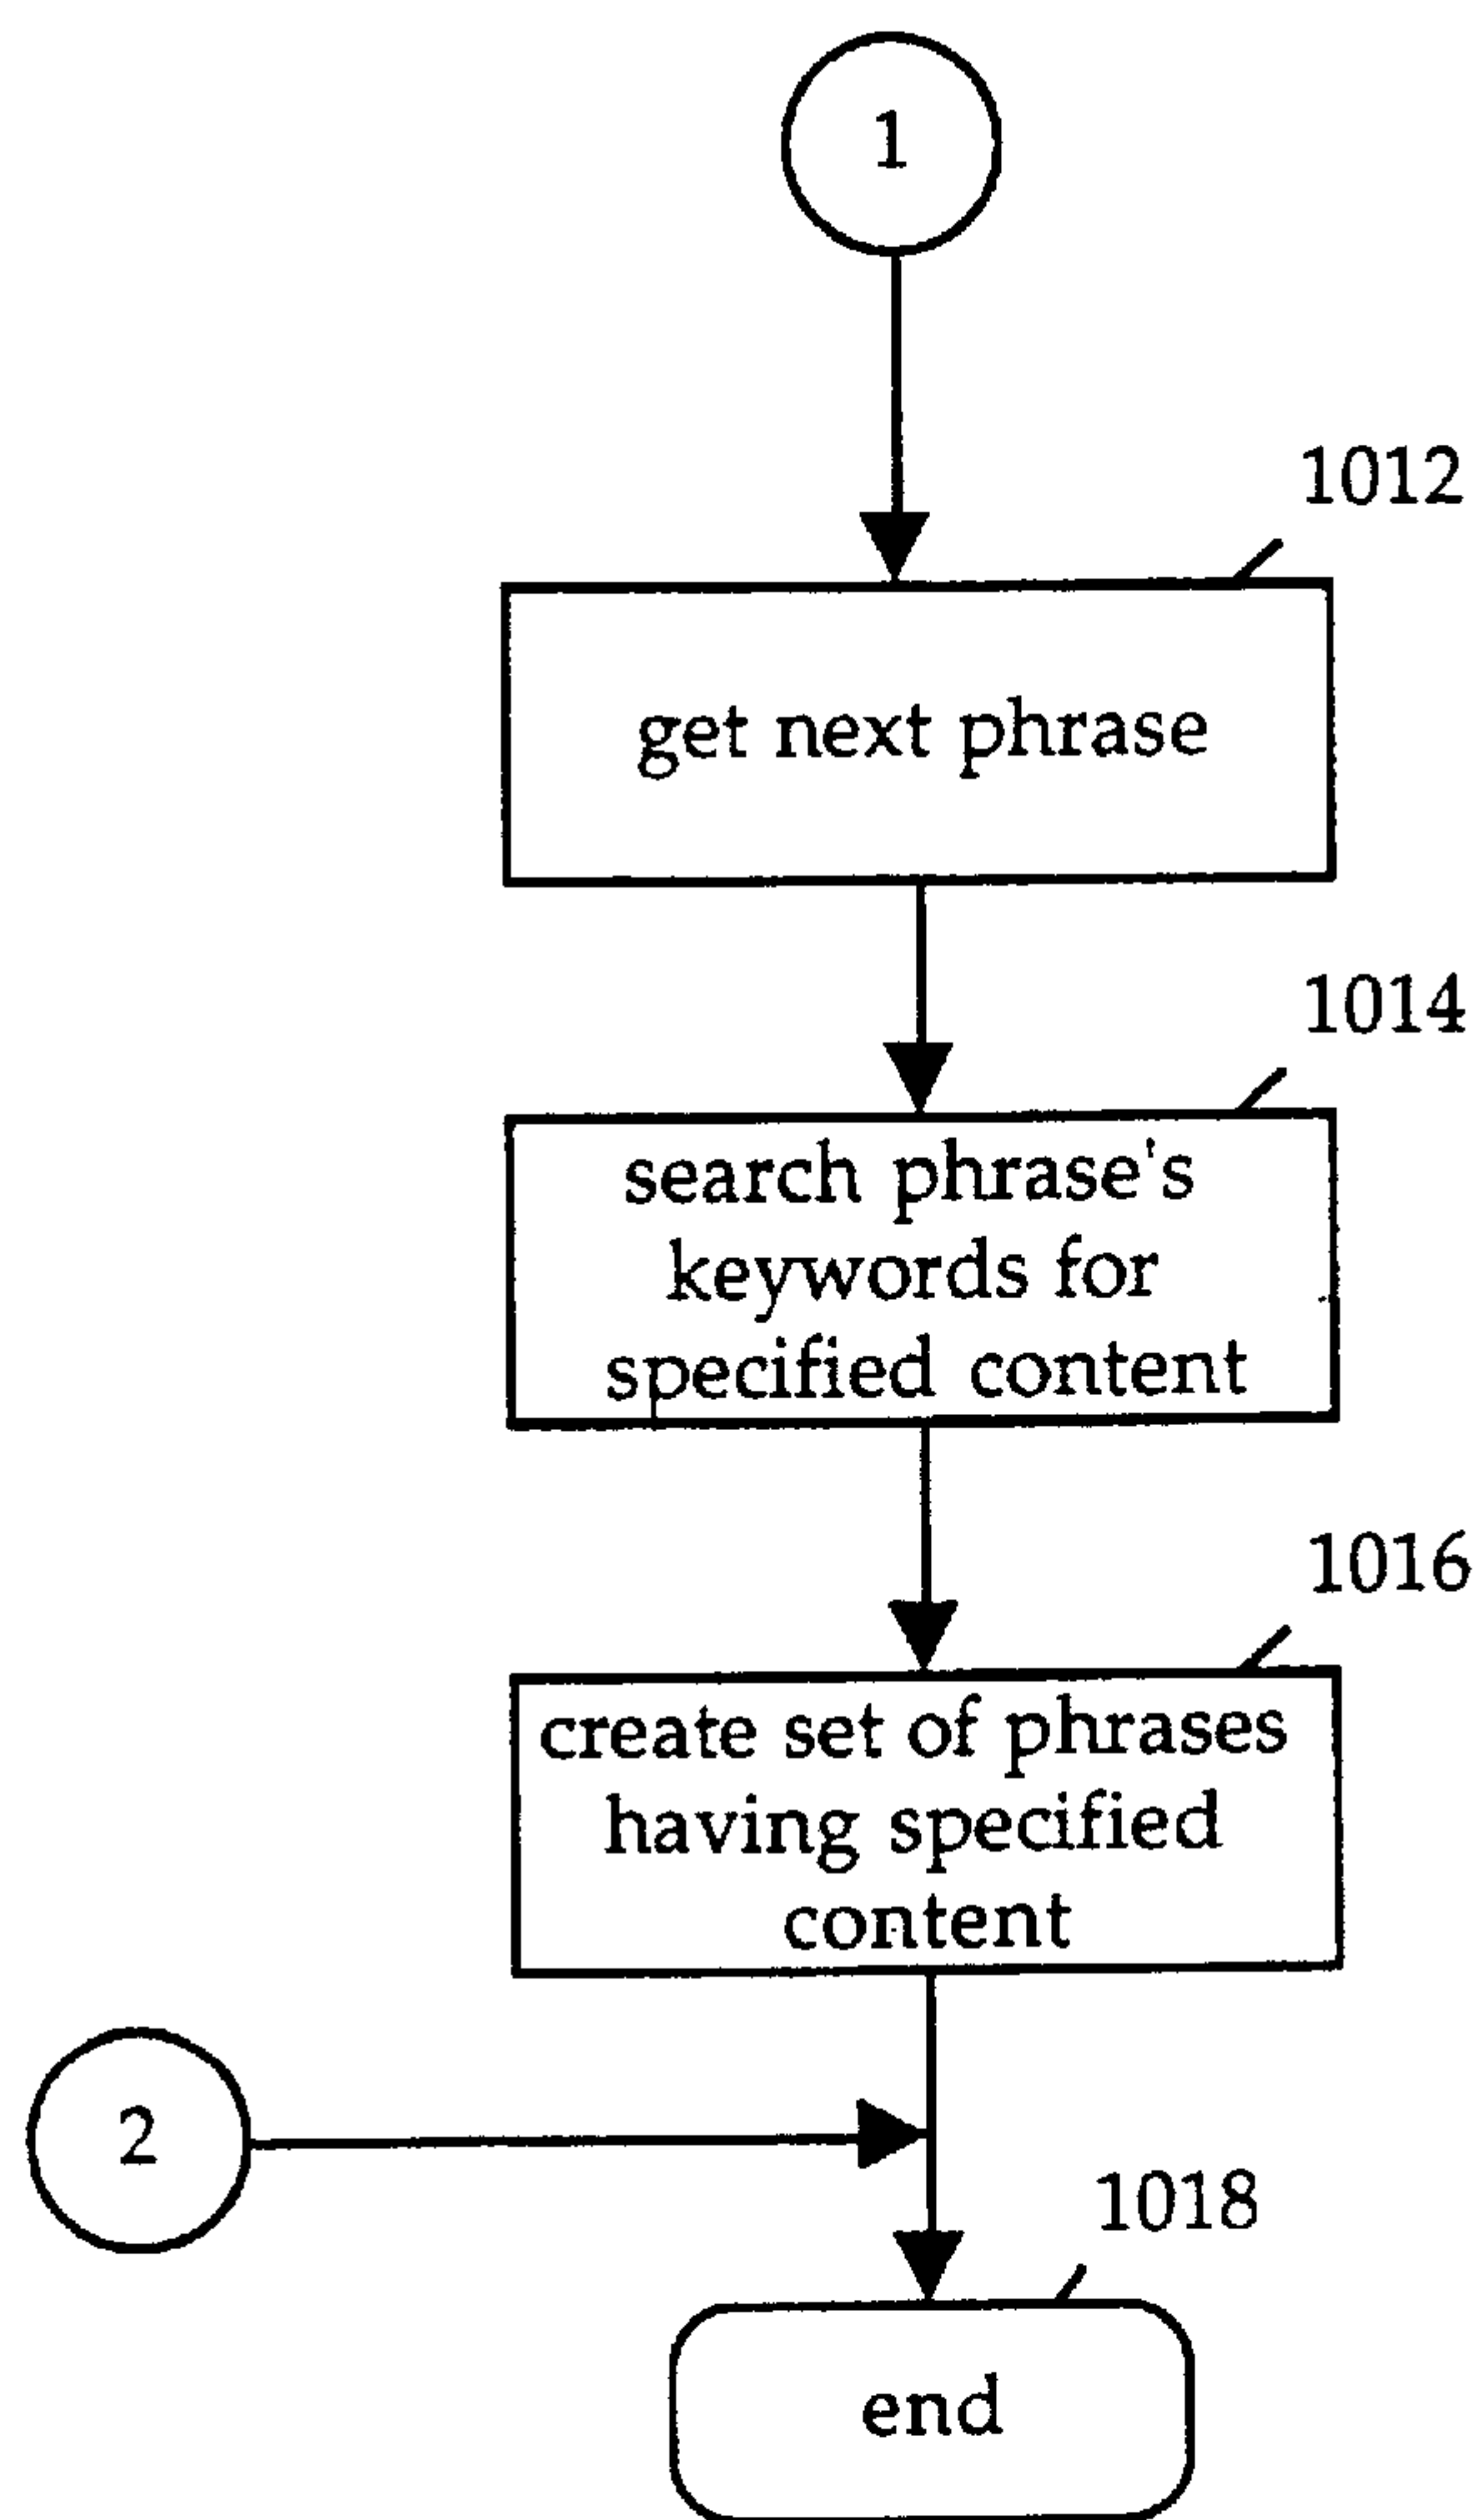 1
1012
get next phrase
1014
search phrase's
keywords for
specified content
1016
create set of phrases
having specified
content
2
1018
end